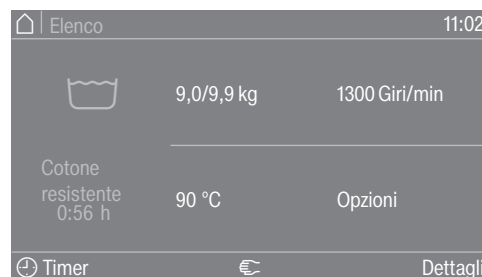 Elenco 11:02
9,0/9,9 kg 1300 Giri/min
Cotone
resistente
0:56 h
90 °C Opzioni
Timer Dettagli